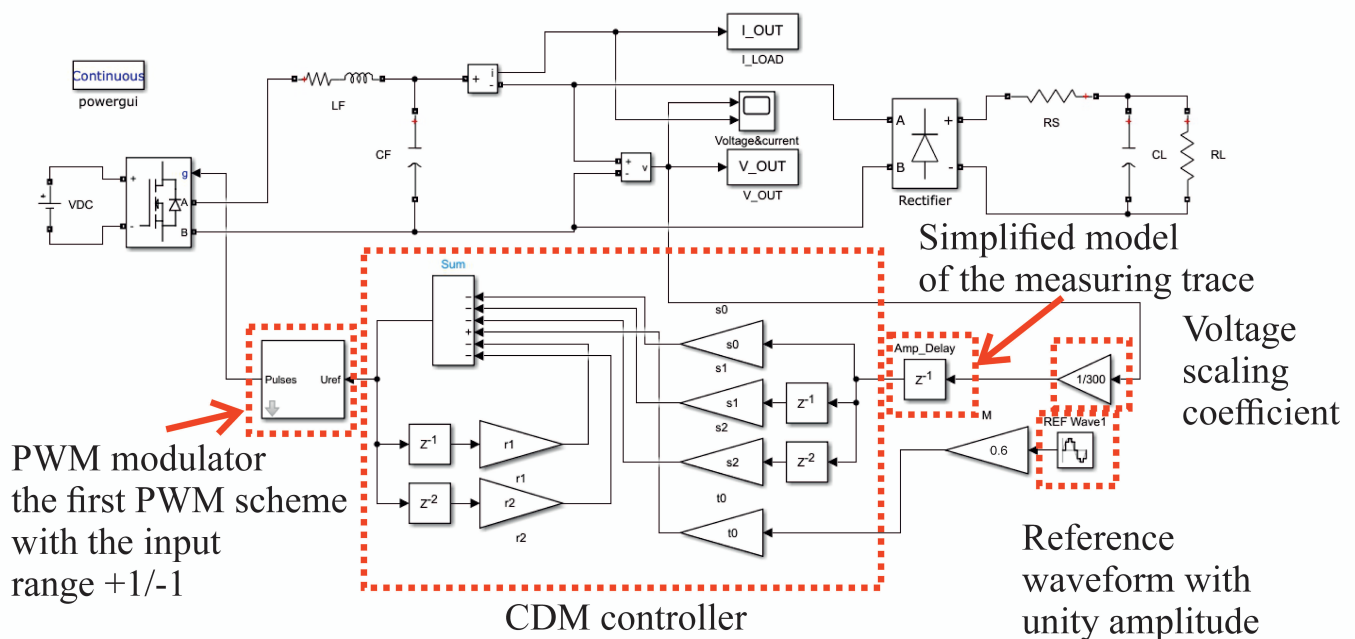 I_OUT
I_LOAD
Continuous
powergui
LF
i
+
-
CF
Voltage&current
V_OUT
V_OUT
+
-
v
A
B
+
-
Rectifier
RS
CL
RL
VDC
+
-
g
A
B
Simplified model
of the measuring trace
Voltage
scaling
coefficient
Sum
−
−
−
+
−
−
s0
s0
s1
s1
Z-1
s2
s2
Z-2
t0
t0
Amp_Delay
Z-1
M
1/300
REF Wave1
0.6
Pulses
Uref
Z-1
r1
r1
Z-2
r2
r2
PWM modulator
the first PWM scheme
with the input
range +1/-1
CDM controller
Reference
waveform with
unity amplitude